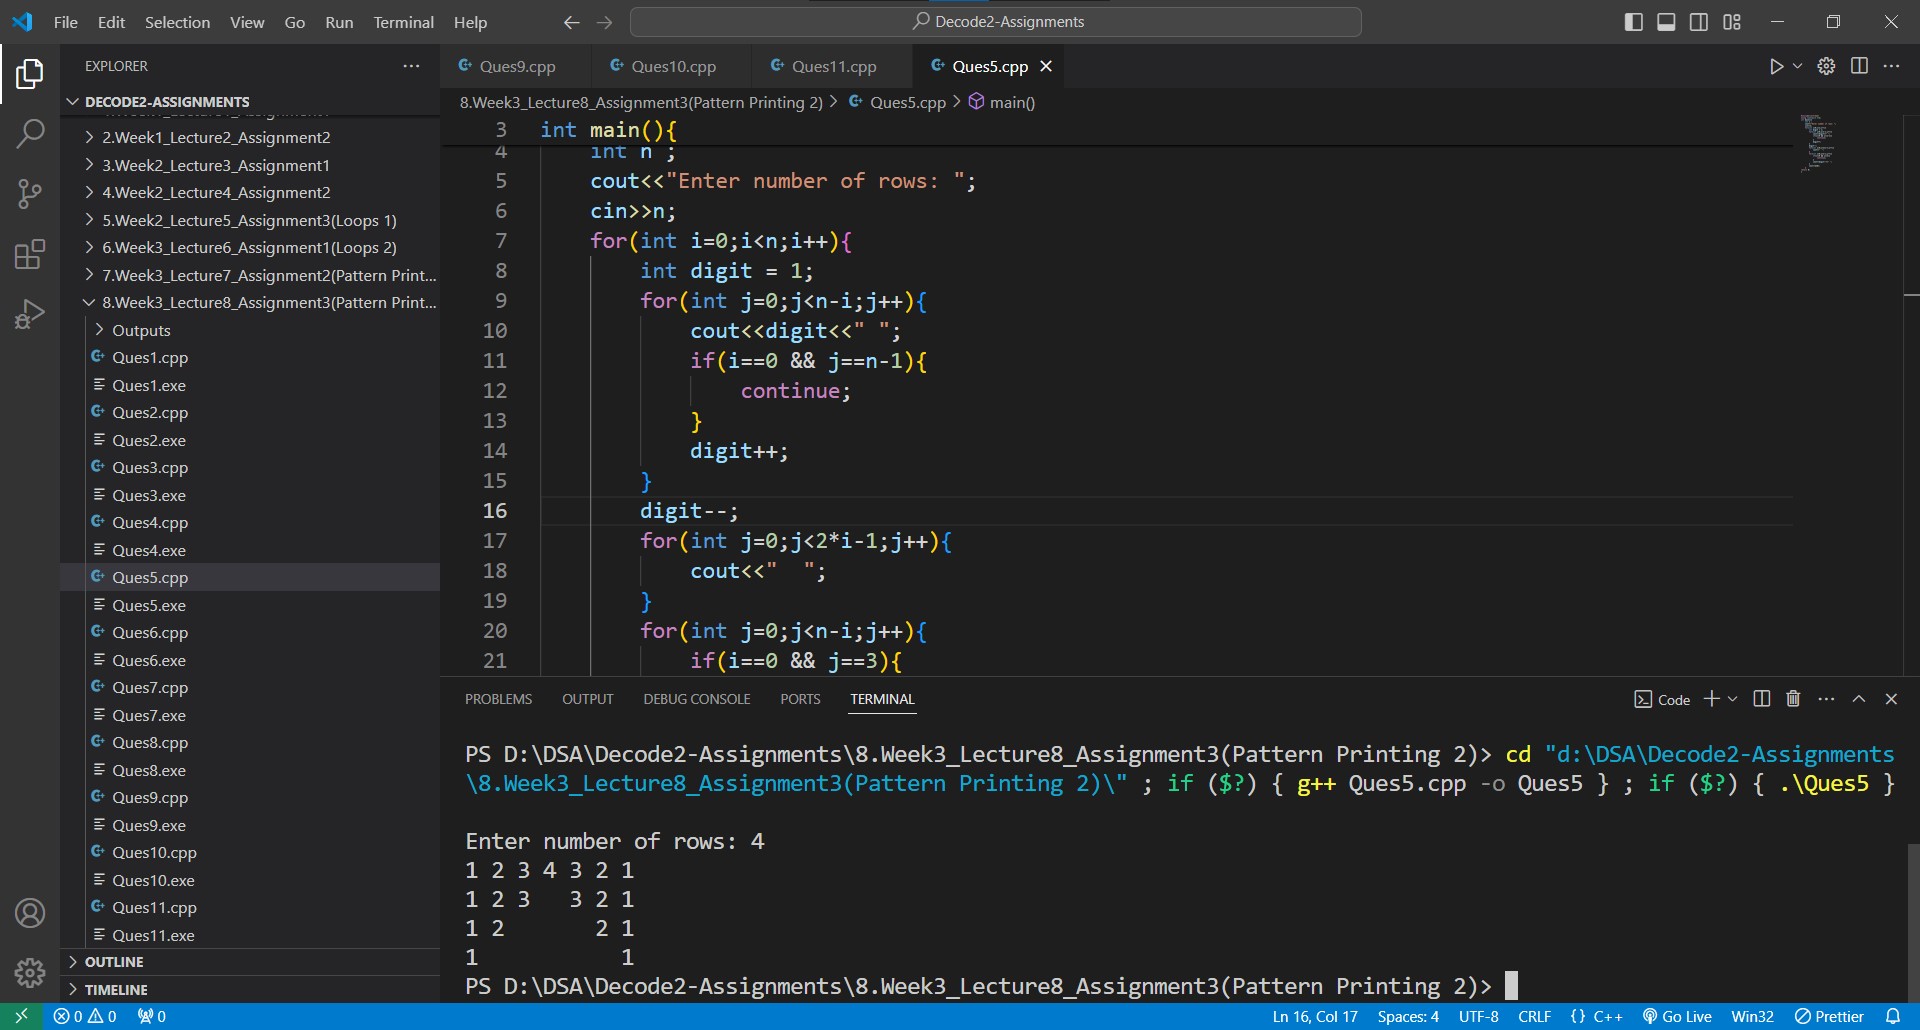 File Edit Selection View Go Run Terminal Help
Decode2-Assignments
EXPLORER
DECODE2-ASSIGNMENTS
2.Week1_Lecture2_Assignment2
3.Week2_Lecture3_Assignment1
4.Week2_Lecture4_Assignment2
5.Week2_Lecture5_Assignment3(Loops 1)
6.Week3_Lecture6_Assignment1(Loops 2)
7.Week3_Lecture7_Assignment2(Pattern Print...
8.Week3_Lecture8_Assignment3(Pattern Print...
Outputs
Ques1.cpp
Ques1.exe
Ques2.cpp
Ques2.exe
Ques3.cpp
Ques3.exe
Ques4.cpp
Ques4.exe
Ques5.cpp
Ques5.exe
Ques6.cpp
Ques6.exe
Ques7.cpp
Ques7.exe
Ques8.cpp
Ques8.exe
Ques9.cpp
Ques9.exe
Ques10.cpp
Ques10.exe
Ques11.cpp
Ques11.exe
OUTLINE
TIMELINE
Ques9.cpp Ques10.cpp Ques11.cpp Ques5.cpp
8.Week3_Lecture8_Assignment3(Pattern Printing 2) > Ques5.cpp > main()
3 int main(){
4 int n ;
5 cout<<"Enter number of rows: ";
6 cin>>n;
7 for(int i=0;i<n;i++){
8 int digit = 1;
9 for(int j=0;j<n-i;j++){
10 cout<<digit<<" ";
11 if(i==0 && j==n-1){
12 continue;
13 }
14 digit++;
15 }
16 digit--;
17 for(int j=0;j<2*i-1;j++){
18 cout<<"  ";
19 }
20 for(int j=0;j<n-i;j++){
21 if(i==0 && j==3){
PROBLEMS OUTPUT DEBUG CONSOLE PORTS TERMINAL
Code
PS D:\DSA\Decode2-Assignments\8.Week3_Lecture8_Assignment3(Pattern Printing 2)> cd "d:\DSA\Decode2-Assignments
\8.Week3_Lecture8_Assignment3(Pattern Printing 2)\" ; if ($?) { g++ Ques5.cpp -o Ques5 } ; if ($?) { .\Ques5 }
Enter number of rows: 4
1 2 3 4 3 2 1
1 2 3   3 2 1
1 2       2 1
1           1
PS D:\DSA\Decode2-Assignments\8.Week3_Lecture8_Assignment3(Pattern Printing 2)>
0 0 0 Ln 16, Col 17 Spaces: 4 UTF-8 CRLF {} C++ Go Live Win32 Prettier